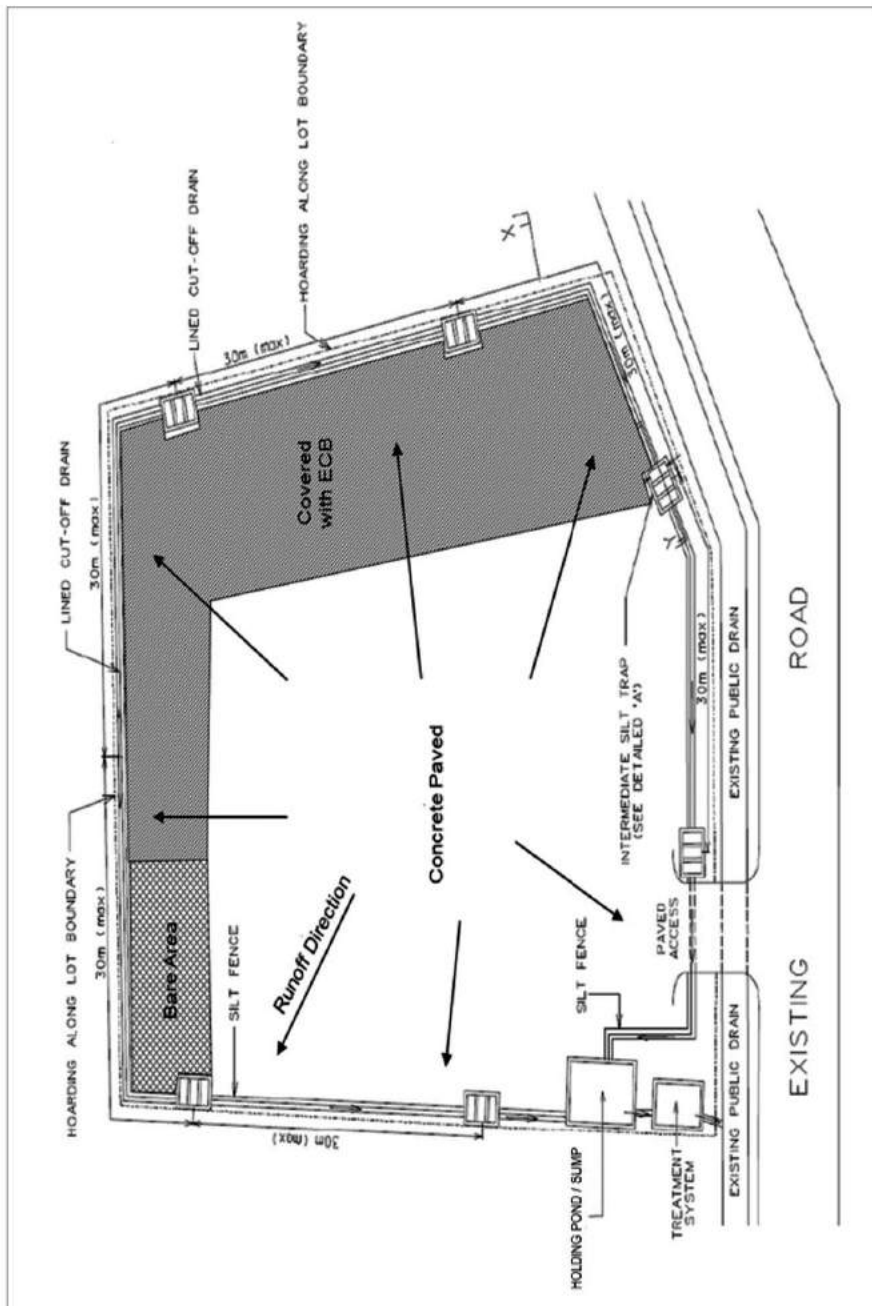 LINED CUT-OFF DRAIN
HOARDING ALONG LOT BOUNDARY
30m (max)
X
LINED CUT-OFF DRAIN
30m (max)
Covered
with ECB
30m (max)
Y
HOARDING ALONG LOT BOUNDARY
30m (max)
Bare Area
Runoff Direction
SILT FENCE
Concrete Paved
INTERMEDIATE SILT TRAP
(SEE DETAILED "A")
30m (max)
EXISTING PUBLIC DRAIN
PAVED
ACCESS
SILT FENCE
30m (max)
HOLDING POND / SUMP
TREATMENT
SYSTEM
EXISTING PUBLIC DRAIN
EXISTING ROAD